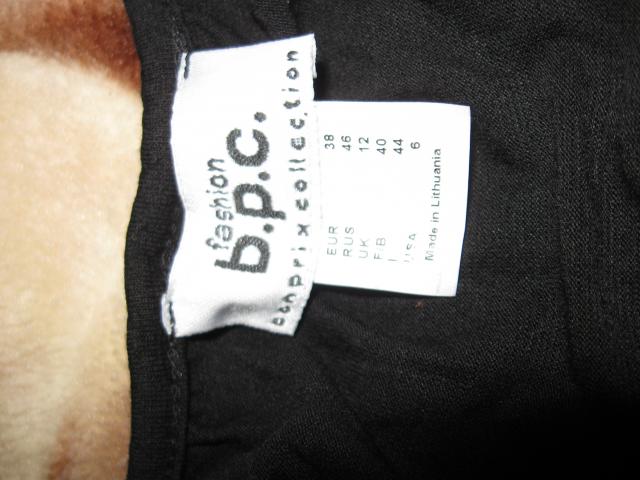 fashion
b.p.c.
bonprix collection
EUR 38
RUS 46
UK 12
F/B 40
I 44
USA 6
Made in Lithuania